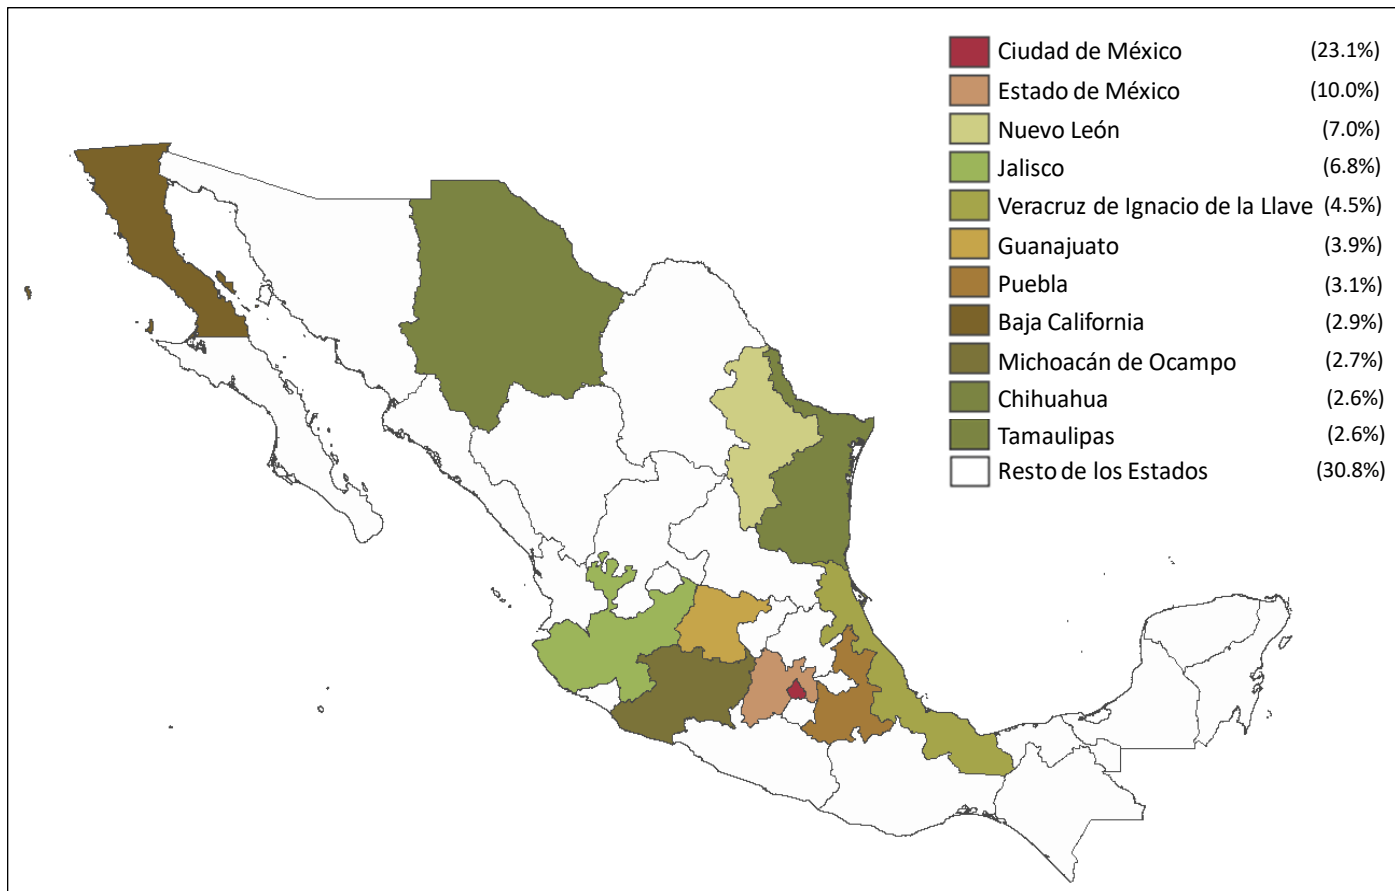 Ciudad de México (23.1%)
Estado de México (10.0%)
Nuevo León (7.0%)
Jalisco (6.8%)
Veracruz de Ignacio de la Llave (4.5%)
Guanajuato (3.9%)
Puebla (3.1%)
Baja California (2.9%)
Michoacán de Ocampo (2.7%)
Chihuahua (2.6%)
Tamaulipas (2.6%)
Resto de los Estados (30.8%)